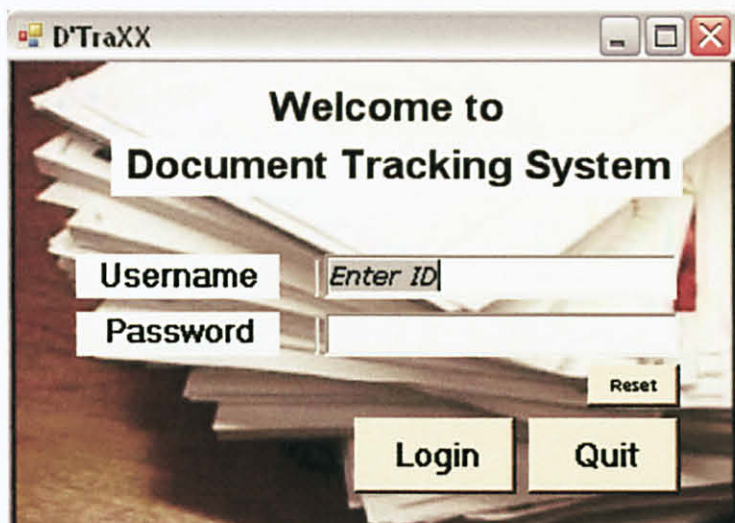 D'TraXX
Welcome to
Document Tracking System
Username Enter ID
Password
Reset
Login Quit